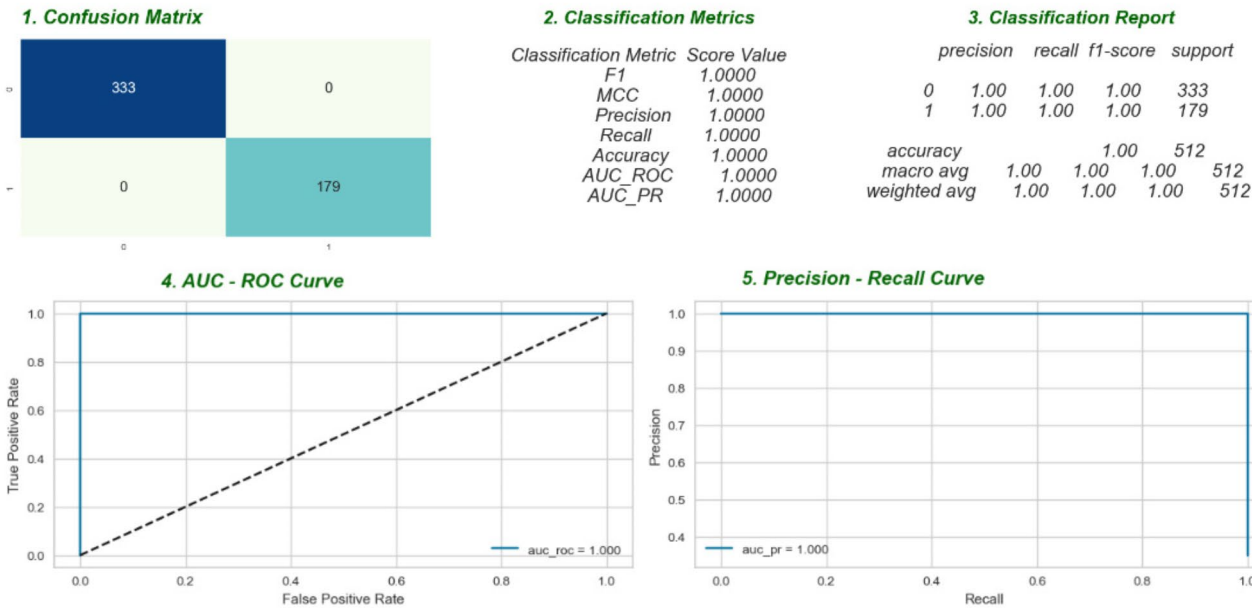 1. Confusion Matrix
0
333
0
1
0
179
0
1
2. Classification Metrics
Classification Metric Score Value
F1 1.0000
MCC 1.0000
Precision 1.0000
Recall 1.0000
Accuracy 1.0000
AUC_ROC 1.0000
AUC_PR 1.0000
3. Classification Report
precision recall f1-score support
0 1.00 1.00 1.00 333
1 1.00 1.00 1.00 179
accuracy 1.00 512
macro avg 1.00 1.00 1.00 512
weighted avg 1.00 1.00 1.00 512
4. AUC - ROC Curve
True Positive Rate
1.0
0.8
0.6
0.4
0.2
0.0
auc_roc = 1.000
0.0 0.2 0.4 0.6 0.8 1.0
False Positive Rate
5. Precision - Recall Curve
Precision
1.0
0.9
0.8
0.7
0.6
0.5
0.4
auc_pr = 1.000
0.0 0.2 0.4 0.6 0.8 1.0
Recall